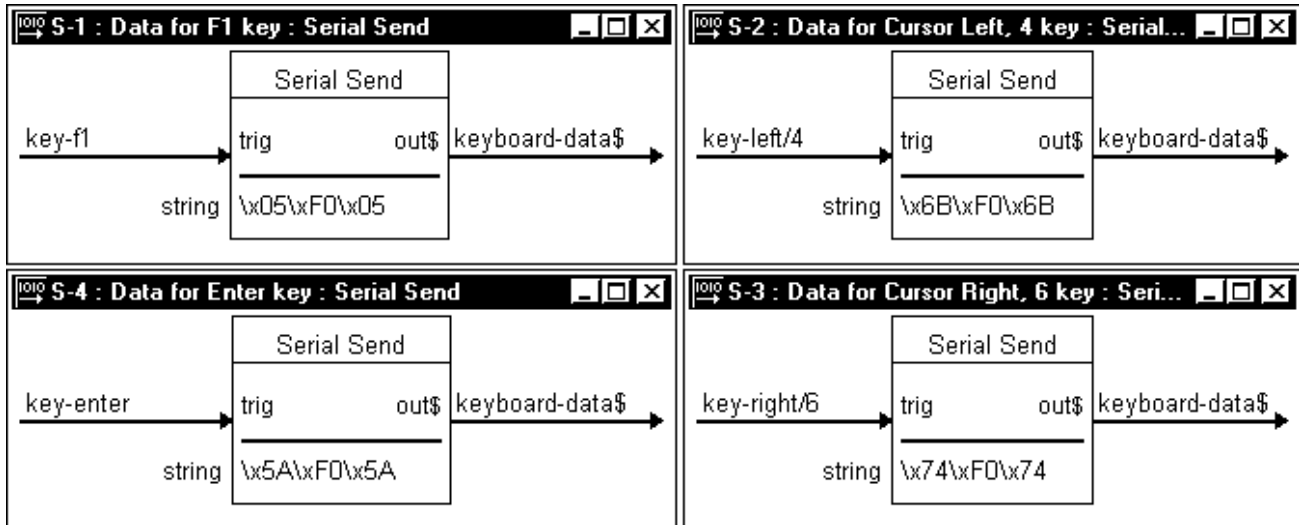 S-1 : Data for F1 key : Serial Send
Serial Send
key-f1
trig
out$
keyboard-data$
string
\x05\xF0\x05
S-2 : Data for Cursor Left, 4 key : Serial...
Serial Send
key-left/4
trig
out$
keyboard-data$
string
\x6B\xF0\x6B
S-4 : Data for Enter key : Serial Send
Serial Send
key-enter
trig
out$
keyboard-data$
string
\x5A\xF0\x5A
S-3 : Data for Cursor Right, 6 key : Seri...
Serial Send
key-right/6
trig
out$
keyboard-data$
string
\x74\xF0\x74